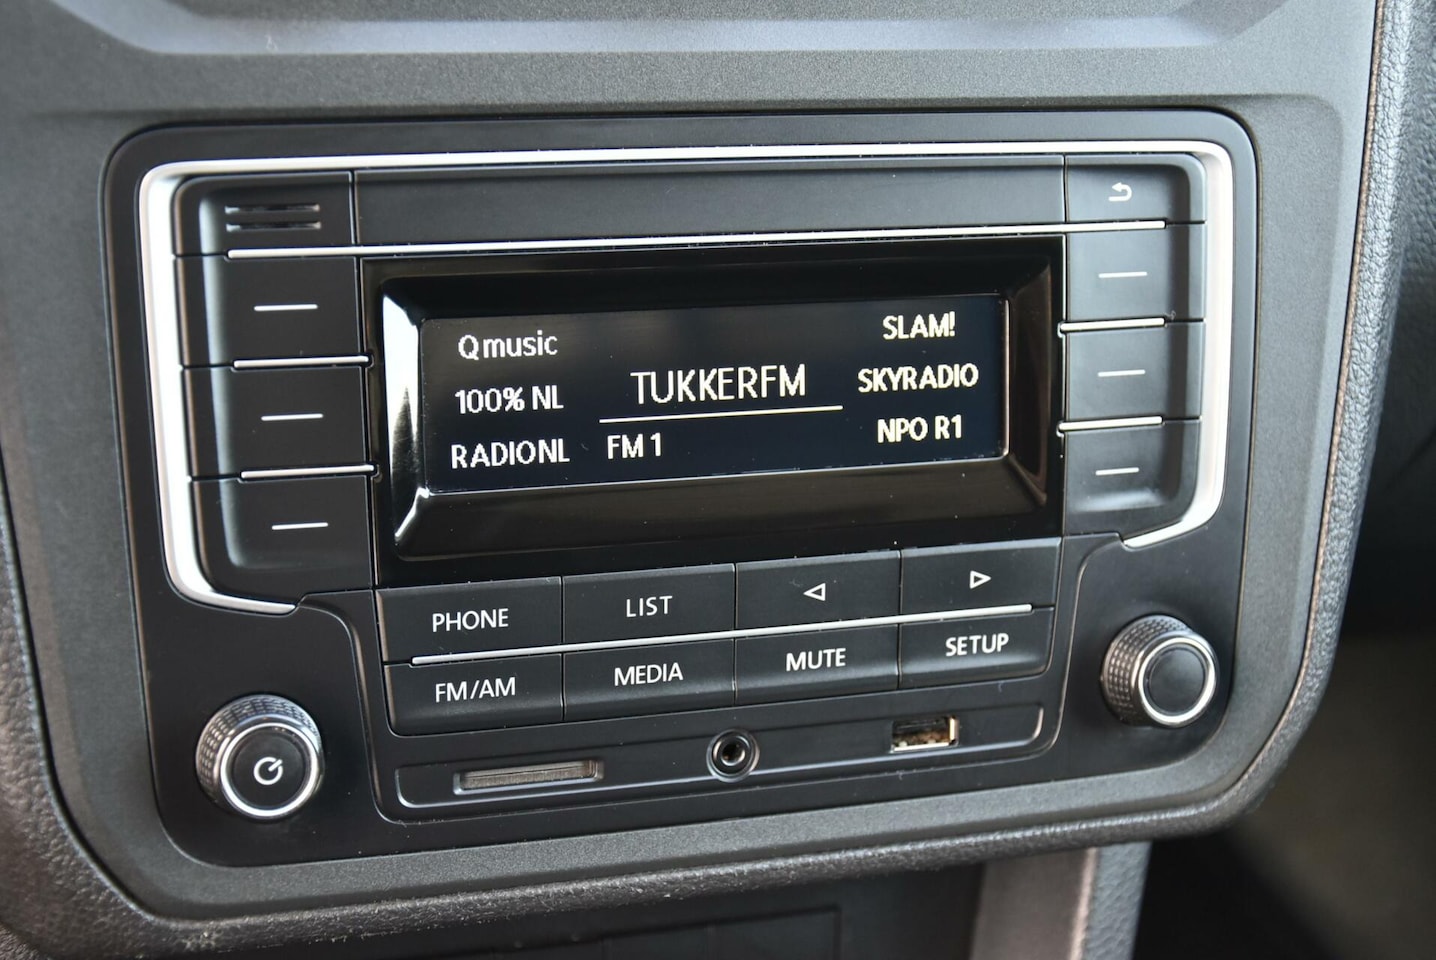 Qmusic
SLAM!
100% NL
TUKKERFM
SKYRADIO
RADIONL
FM 1
NPO R1
PHONE
LIST
FM/AM
MEDIA
MUTE
SETUP